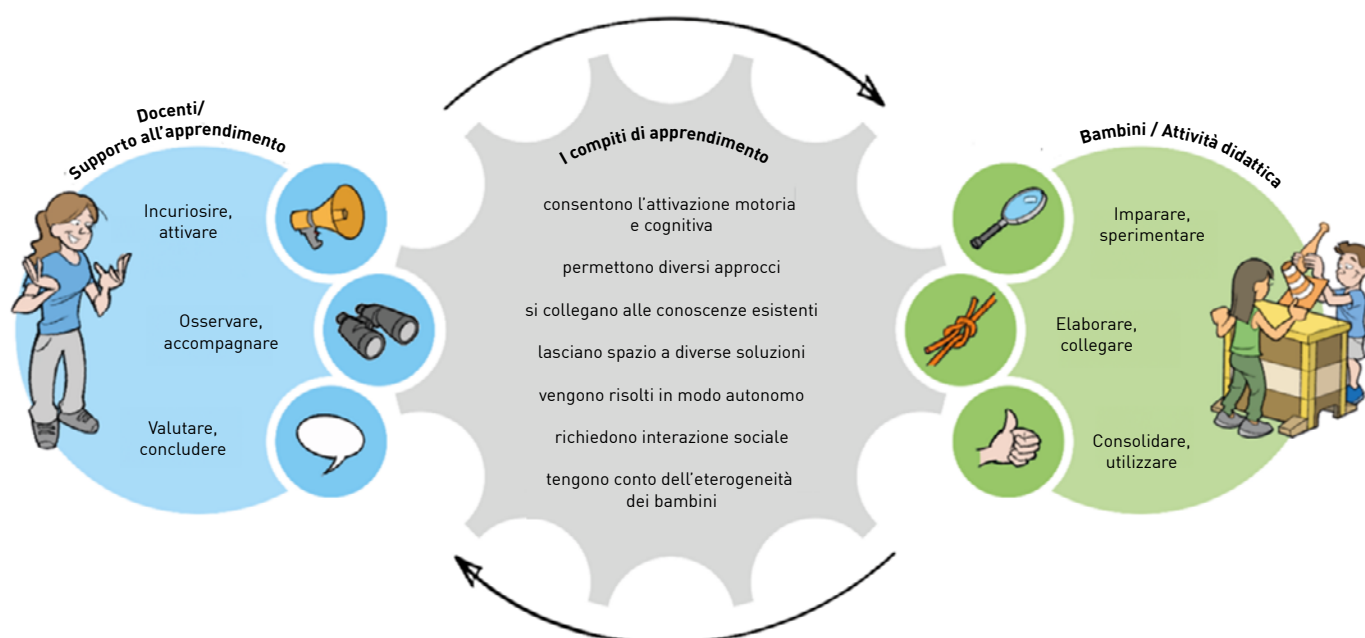 Docenti/
Supporto all'apprendimento
Incuriosire,
attivare
Osservare,
accompagnare
Valutare,
concludere
I compiti di apprendimento
consentono l'attivazione motoria
e cognitiva
permettono diversi approcci
si collegano alle conoscenze esistenti
lasciano spazio a diverse soluzioni
vengono risolti in modo autonomo
richiedono interazione sociale
tengono conto dell'eterogeneità
dei bambini
Bambini / Attività didattica
Imparare,
sperimentare
Elaborare,
collegare
Consolidare,
utilizzare